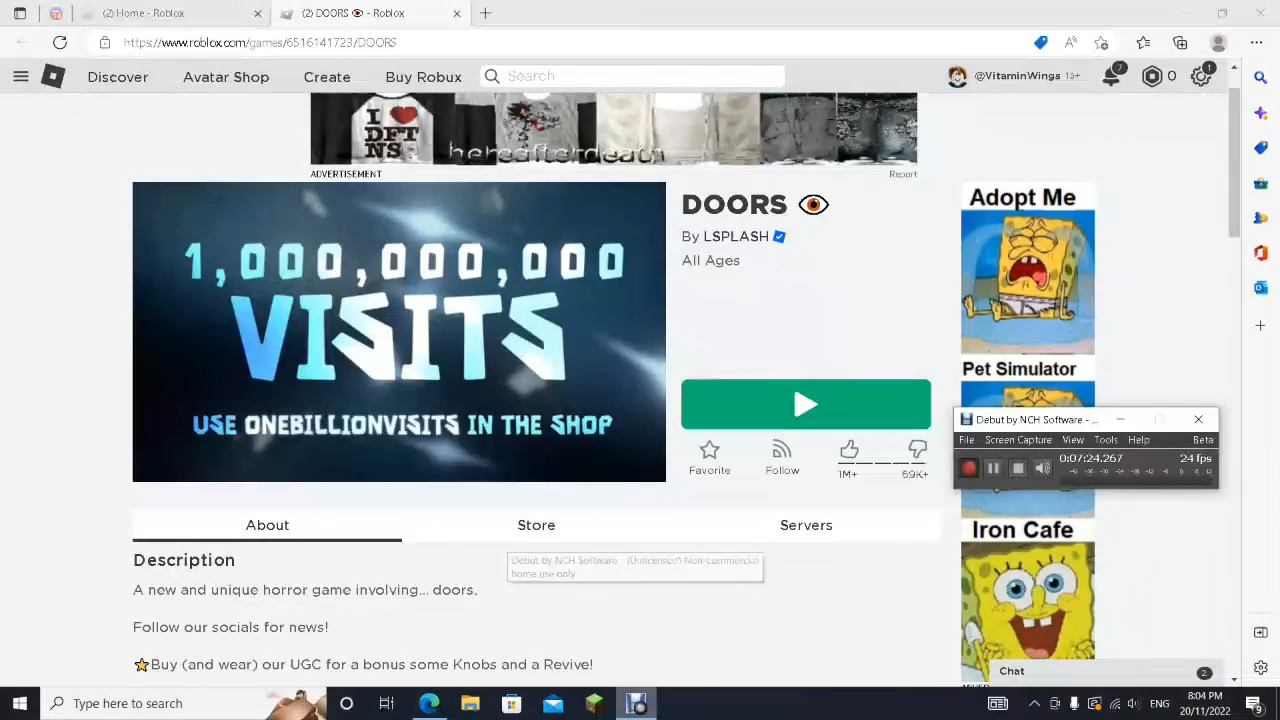 (2) Home - Roblox
(2) DOORS 👁 - Roblox
https://www.roblox.com/games/6516141723/DOORS
Discover
Avatar Shop
Create
Buy Robux
Search
@VitaminWings 13+
7
0
1
I ❤ DFTNS
hereafterdeath
ADVERTISEMENT
Report
1,000,000,000
VISITS
USE ONEBILLIONVISITS IN THE SHOP
DOORS 👁
By LSPLASH
All Ages
Favorite
Follow
1M+
69K+
Adopt Me
Pet Simulator
Iron Cafe
Debut by NCH Software - ...
File Screen Capture View Tools Help Beta
0:07:24.267
24 fps
About
Store
Servers
Description
Debut by NCH Software - (Unlicensed) Non-commercial
home use only
A new and unique horror game involving... doors.
Follow our socials for news!
⭐Buy (and wear) our UGC for a bonus some Knobs and a Revive!
Chat
2
Type here to search
ENG
8:04 PM
20/11/2022
9